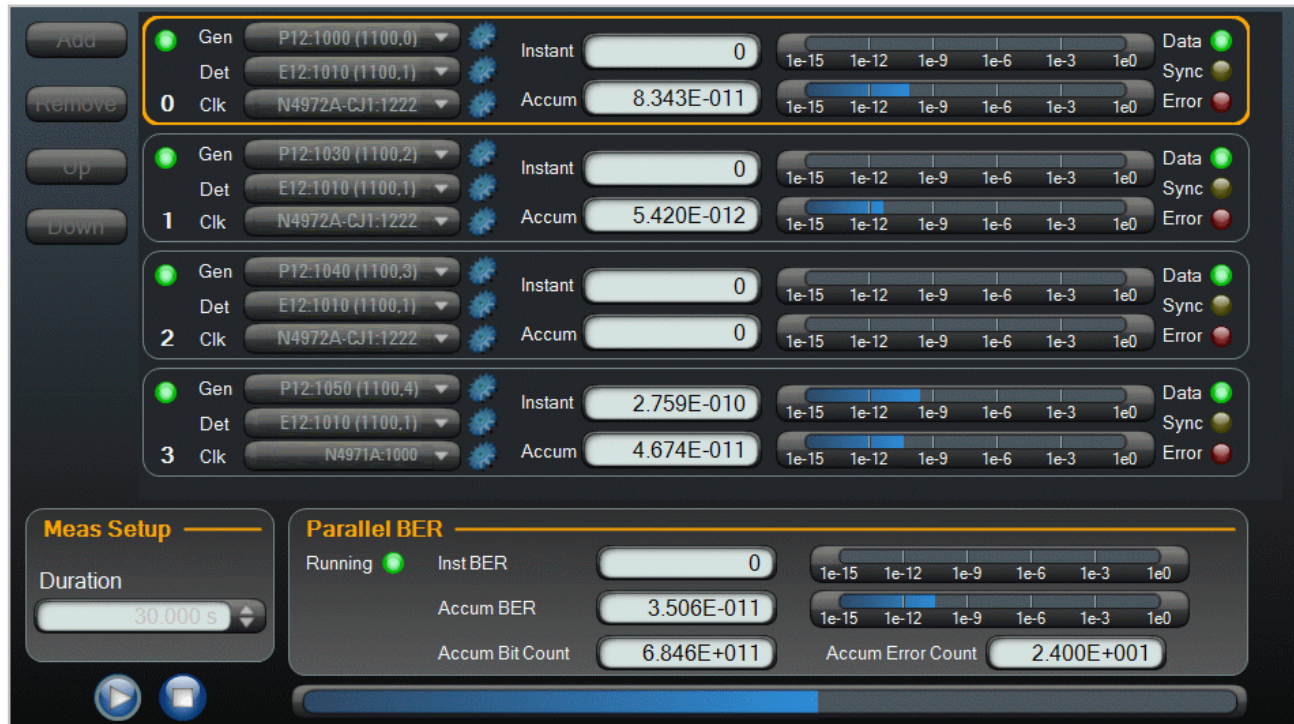 Add
Remove
Up
Down
Gen P12:1000 (1100,0) Instant 0 1e-15 1e-12 1e-9 1e-6 1e-3 1e0 Data
Det E12:1010 (1100,1) Sync
0 Clk N4972A-CJ1:1222 Accum 8.343E-011 1e-15 1e-12 1e-9 1e-6 1e-3 1e0 Error
Gen P12:1030 (1100,2) Instant 0 1e-15 1e-12 1e-9 1e-6 1e-3 1e0 Data
Det E12:1010 (1100,1) Sync
1 Clk N4972A-CJ1:1222 Accum 5.420E-012 1e-15 1e-12 1e-9 1e-6 1e-3 1e0 Error
Gen P12:1040 (1100,3) Instant 0 1e-15 1e-12 1e-9 1e-6 1e-3 1e0 Data
Det E12:1010 (1100,1) Sync
2 Clk N4972A-CJ1:1222 Accum 0 1e-15 1e-12 1e-9 1e-6 1e-3 1e0 Error
Gen P12:1050 (1100,4) Instant 2.759E-010 1e-15 1e-12 1e-9 1e-6 1e-3 1e0 Data
Det E12:1010 (1100,1) Sync
3 Clk N4971A:1000 Accum 4.674E-011 1e-15 1e-12 1e-9 1e-6 1e-3 1e0 Error
Meas Setup
Duration
30.000 s
Parallel BER
Running Inst BER 0 1e-15 1e-12 1e-9 1e-6 1e-3 1e0
Accum BER 3.506E-011 1e-15 1e-12 1e-9 1e-6 1e-3 1e0
Accum Bit Count 6.846E+011 Accum Error Count 2.400E+001